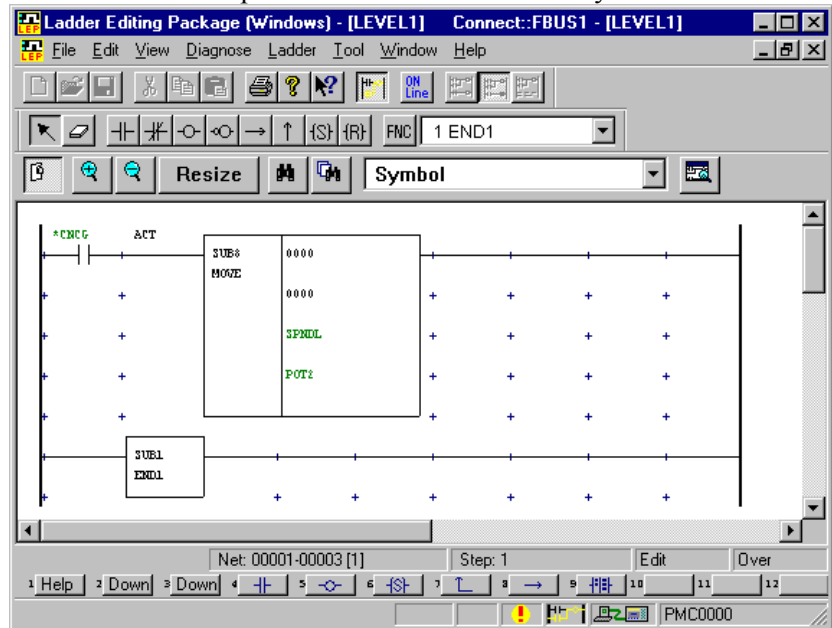 Ladder Editing Package (Windows) - [LEVEL1] Connect::FBUS1 - [LEVEL1]
File Edit View Diagnose Ladder Tool Window Help
ON Line
{S} {R} FNC 1 END1
Resize Symbol
*CNCG ACT
SUB8 0000
MOVE
0000
SPNDL
POT2
SUB1
END1
Net: 00001-00003 [1] Step: 1 Edit Over
1 Help 2 Down 3 Down 4 5 6 {S} 7 8 9 10 11 12
PMC0000